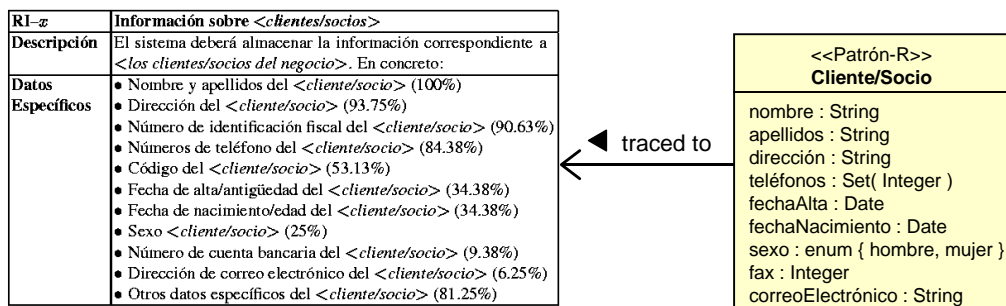 RI–x Información sobre <clientes/socios>
Descripción El sistema deberá almacenar la información correspondiente a
<los clientes/socios del negocio>. En concreto:
Datos • Nombre y apellidos del <cliente/socio> (100%)
Específicos • Dirección del <cliente/socio> (93.75%)
• Número de identificación fiscal del <cliente/socio> (90.63%)
• Números de teléfono del <cliente/socio> (84.38%)
• Código del <cliente/socio> (53.13%)
• Fecha de alta/antigüedad del <cliente/socio> (34.38%)
• Fecha de nacimiento/edad del <cliente/socio> (34.38%)
• Sexo <cliente/socio> (25%)
• Número de cuenta bancaria del <cliente/socio> (9.38%)
• Dirección de correo electrónico del <cliente/socio> (6.25%)
• Otros datos específicos del <cliente/socio> (81.25%)
◀ traced to
<<Patrón-R>>
Cliente/Socio
nombre : String
apellidos : String
dirección : String
teléfonos : Set( Integer )
fechaAlta : Date
fechaNacimiento : Date
sexo : enum { hombre, mujer }
fax : Integer
correoElectrónico : String